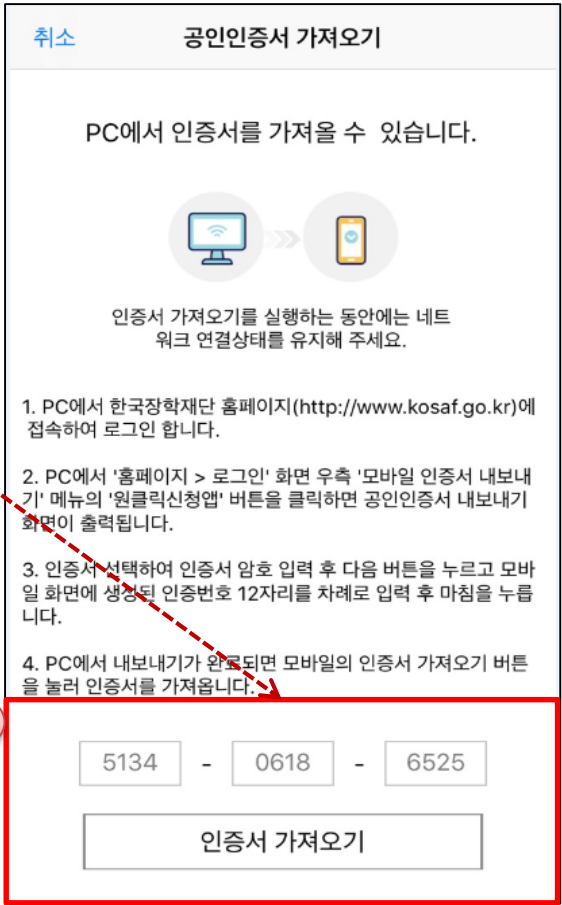 취소 공인인증서 가져오기
PC에서 인증서를 가져올 수 있습니다.
인증서 가져오기를 실행하는 동안에는 네트
워크 연결상태를 유지해 주세요.
1. PC에서 한국장학재단 홈페이지(http://www.kosaf.go.kr)에
접속하여 로그인 합니다.
2. PC에서 '홈페이지 > 로그인' 화면 우측 '모바일 인증서 내보내
기' 메뉴의 '원클릭신청앱' 버튼을 클릭하면 공인인증서 내보내기
화면이 출력됩니다.
3. 인증서 선택하여 인증서 암호 입력 후 다음 버튼을 누르고 모바
일 화면에 생성된 인증번호 12자리를 차례로 입력 후 마침을 누릅
니다.
4. PC에서 내보내기가 완료되면 모바일의 인증서 가져오기 버튼
을 눌러 인증서를 가져옵니다.
5134 - 0618 - 6525
인증서 가져오기